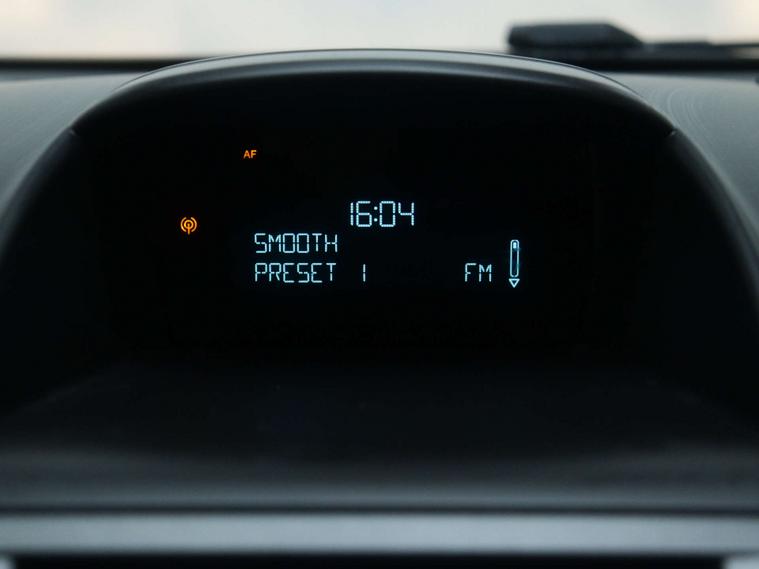 AF
16:04
SMOOTH
PRESET 1 FM